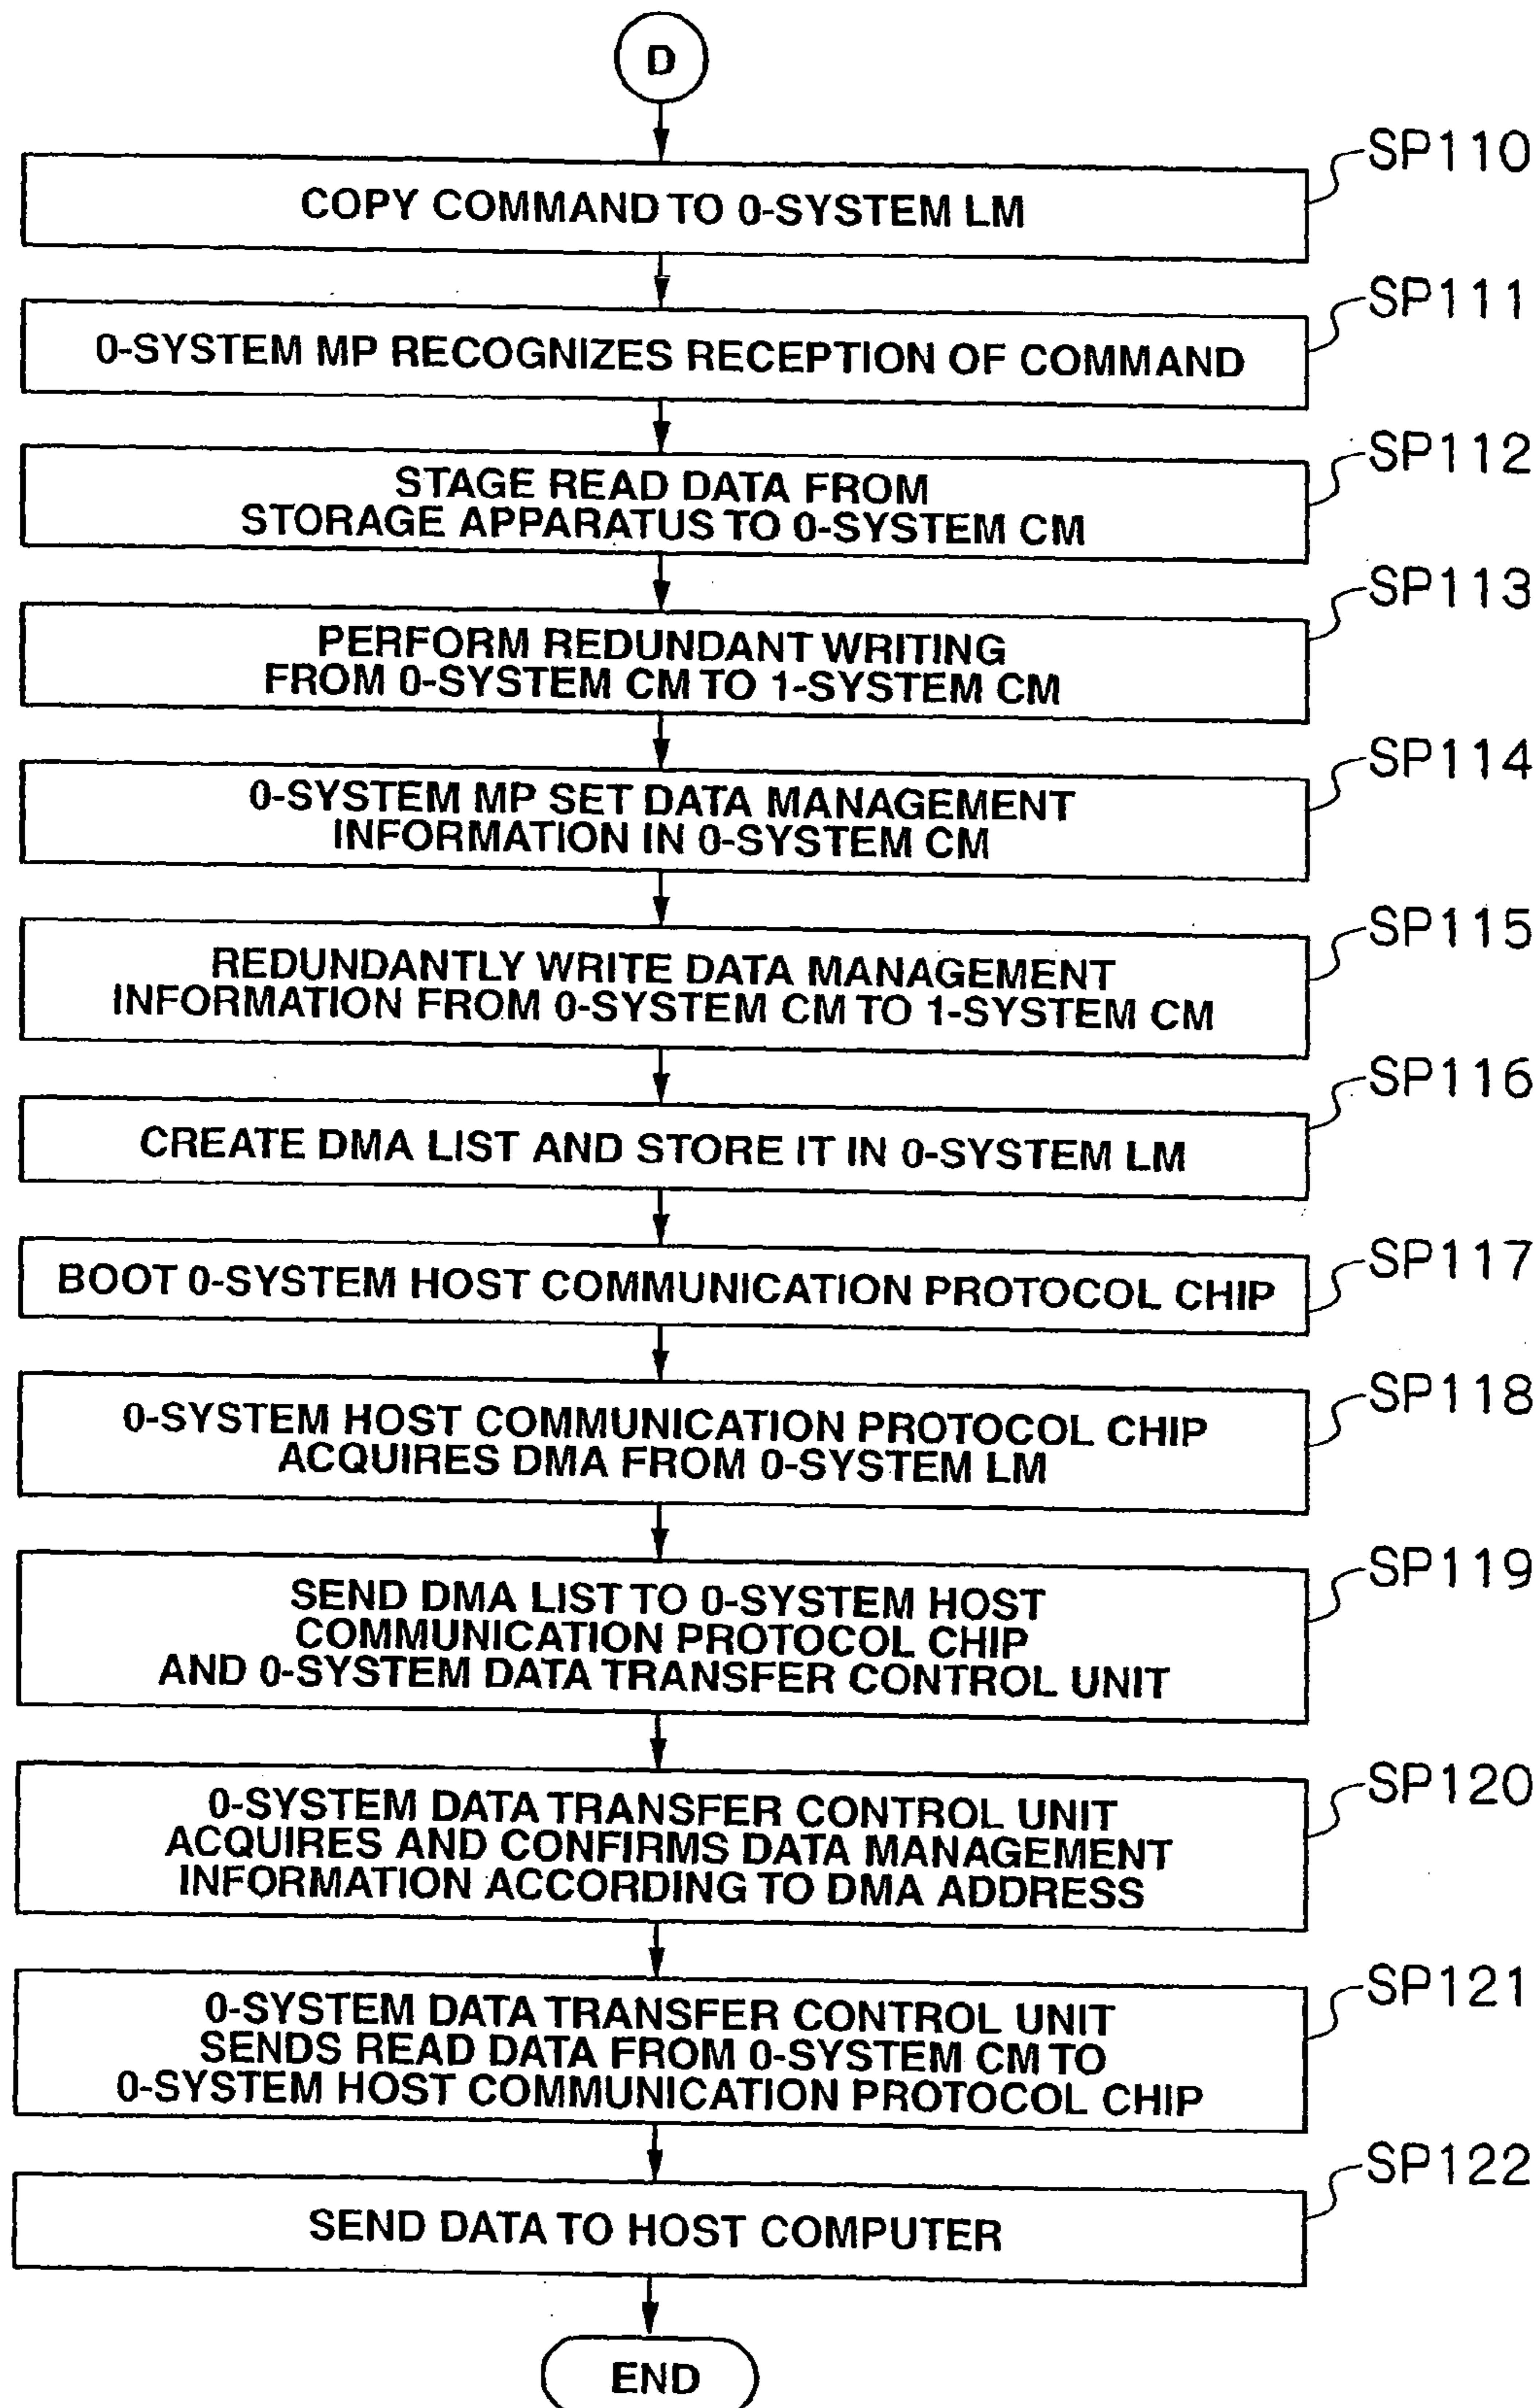 D
SP110
COPY COMMAND TO 0-SYSTEM LM
SP111
0-SYSTEM MP RECOGNIZES RECEPTION OF COMMAND
SP112
STAGE READ DATA FROM
STORAGE APPARATUS TO 0-SYSTEM CM
SP113
PERFORM REDUNDANT WRITING
FROM 0-SYSTEM CM TO 1-SYSTEM CM
SP114
0-SYSTEM MP SET DATA MANAGEMENT
INFORMATION IN 0-SYSTEM CM
SP115
REDUNDANTLY WRITE DATA MANAGEMENT
INFORMATION FROM 0-SYSTEM CM TO 1-SYSTEM CM
SP116
CREATE DMA LIST AND STORE IT IN 0-SYSTEM LM
SP117
BOOT 0-SYSTEM HOST COMMUNICATION PROTOCOL CHIP
SP118
0-SYSTEM HOST COMMUNICATION PROTOCOL CHIP
ACQUIRES DMA FROM 0-SYSTEM LM
SP119
SEND DMA LIST TO 0-SYSTEM HOST
COMMUNICATION PROTOCOL CHIP
AND 0-SYSTEM DATA TRANSFER CONTROL UNIT
SP120
0-SYSTEM DATA TRANSFER CONTROL UNIT
ACQUIRES AND CONFIRMS DATA MANAGEMENT
INFORMATION ACCORDING TO DMA ADDRESS
SP121
0-SYSTEM DATA TRANSFER CONTROL UNIT
SENDS READ DATA FROM 0-SYSTEM CM TO
0-SYSTEM HOST COMMUNICATION PROTOCOL CHIP
SP122
SEND DATA TO HOST COMPUTER
END